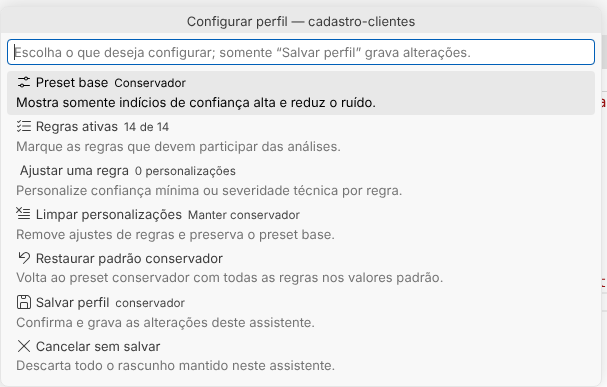 Configurar perfil — cadastro-clientes
Escolha o que deseja configurar; somente “Salvar perfil” grava alterações.
Preset base Conservador
Mostra somente indícios de confiança alta e reduz o ruído.
Regras ativas 14 de 14
Marque as regras que devem participar das análises.
Ajustar uma regra 0 personalizações
Personalize confiança mínima ou severidade técnica por regra.
Limpar personalizações Manter conservador
Remove ajustes de regras e preserva o preset base.
Restaurar padrão conservador
Volta ao preset conservador com todas as regras nos valores padrão.
Salvar perfil conservador
Confirma e grava as alterações deste assistente.
Cancelar sem salvar
Descarta todo o rascunho mantido neste assistente.